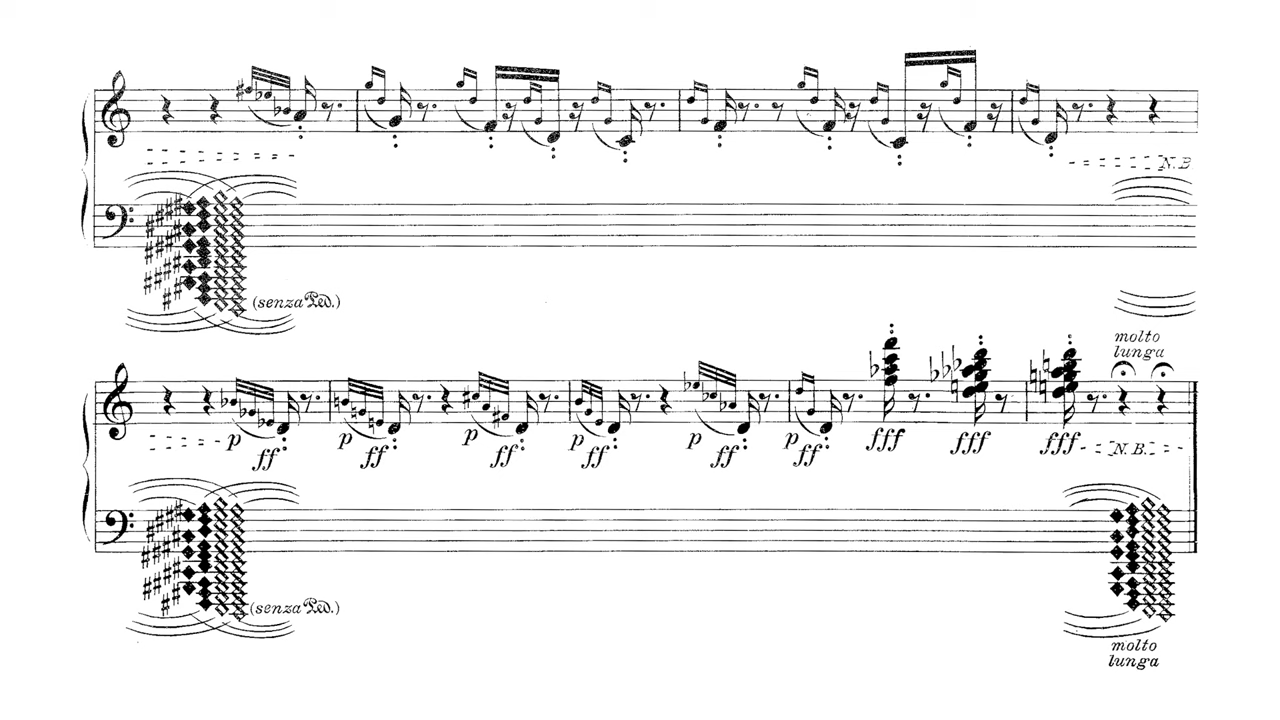 N.B.
(senza Ped.)
molto
lunga
p ff p ff p ff p ff p ff p ff fff fff fff
N.B.
(senza Ped.)
molto
lunga